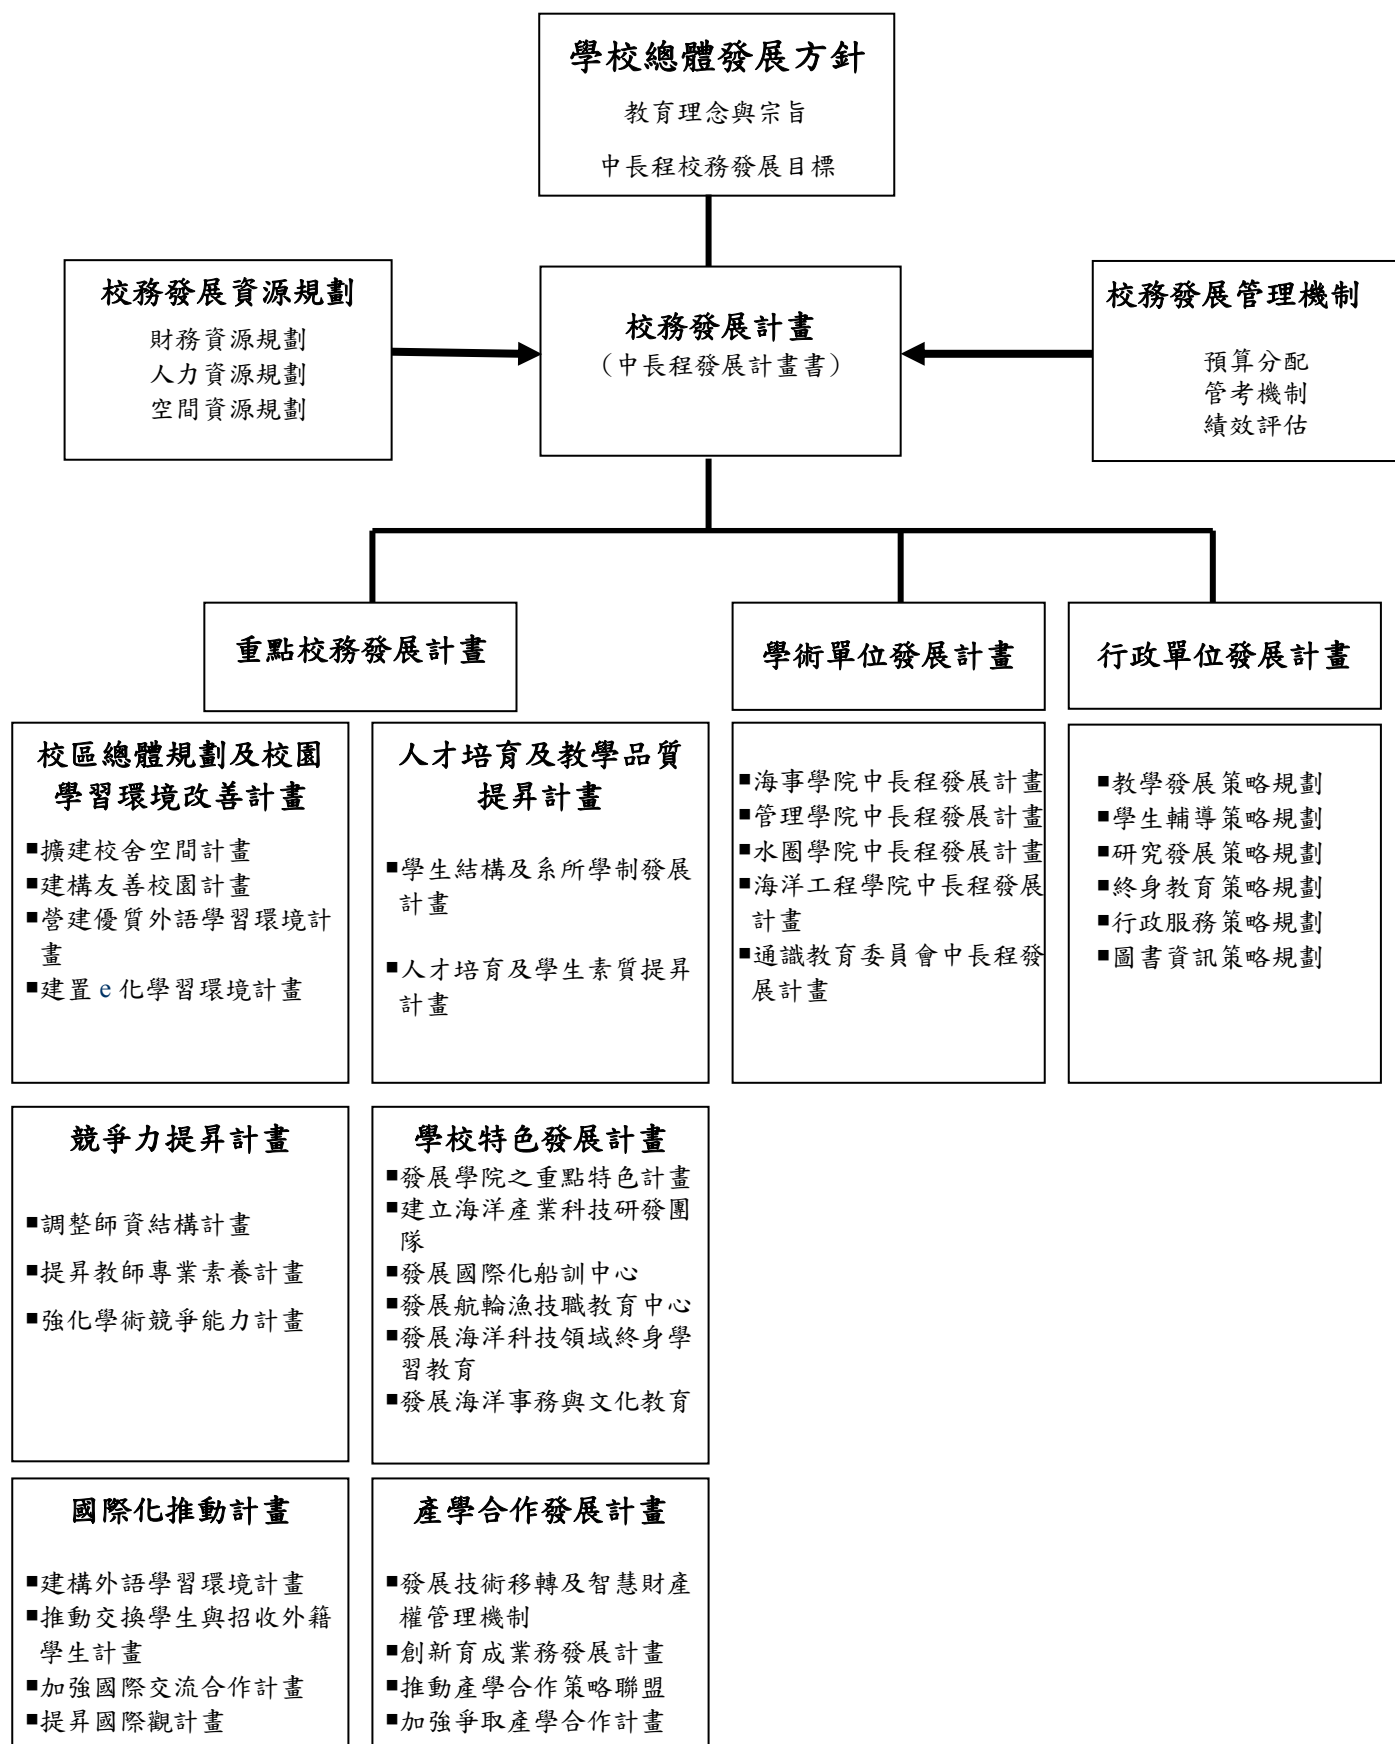 學校總體發展方針
教育理念與宗旨
中長程校務發展目標
校務發展資源規劃
財務資源規劃
人力資源規劃
空間資源規劃
校務發展計畫
（中長程發展計畫書）
校務發展管理機制
預算分配
管考機制
績效評估
重點校務發展計畫
學術單位發展計畫
行政單位發展計畫
校區總體規劃及校園
學習環境改善計畫
■擴建校舍空間計畫
■建構友善校園計畫
■營建優質外語學習環境計
畫
■建置 e 化學習環境計畫
人才培育及教學品質
提昇計畫
■學生結構及系所學制發展
計畫
■人才培育及學生素質提昇
計畫
■海事學院中長程發展計畫
■管理學院中長程發展計畫
■水圈學院中長程發展計畫
■海洋工程學院中長程發展
計畫
■通識教育委員會中長程發
展計畫
■教學發展策略規劃
■學生輔導策略規劃
■研究發展策略規劃
■終身教育策略規劃
■行政服務策略規劃
■圖書資訊策略規劃
競爭力提昇計畫
■調整師資結構計畫
■提昇教師專業素養計畫
■強化學術競爭能力計畫
學校特色發展計畫
■發展學院之重點特色計畫
■建立海洋產業科技研發團
隊
■發展國際化船訓中心
■發展航輪漁技職教育中心
■發展海洋科技領域終身學
習教育
■發展海洋事務與文化教育
國際化推動計畫
■建構外語學習環境計畫
■推動交換學生與招收外籍
學生計畫
■加強國際交流合作計畫
■提昇國際觀計畫
產學合作發展計畫
■發展技術移轉及智慧財產
權管理機制
■創新育成業務發展計畫
■推動產學合作策略聯盟
■加強爭取產學合作計畫